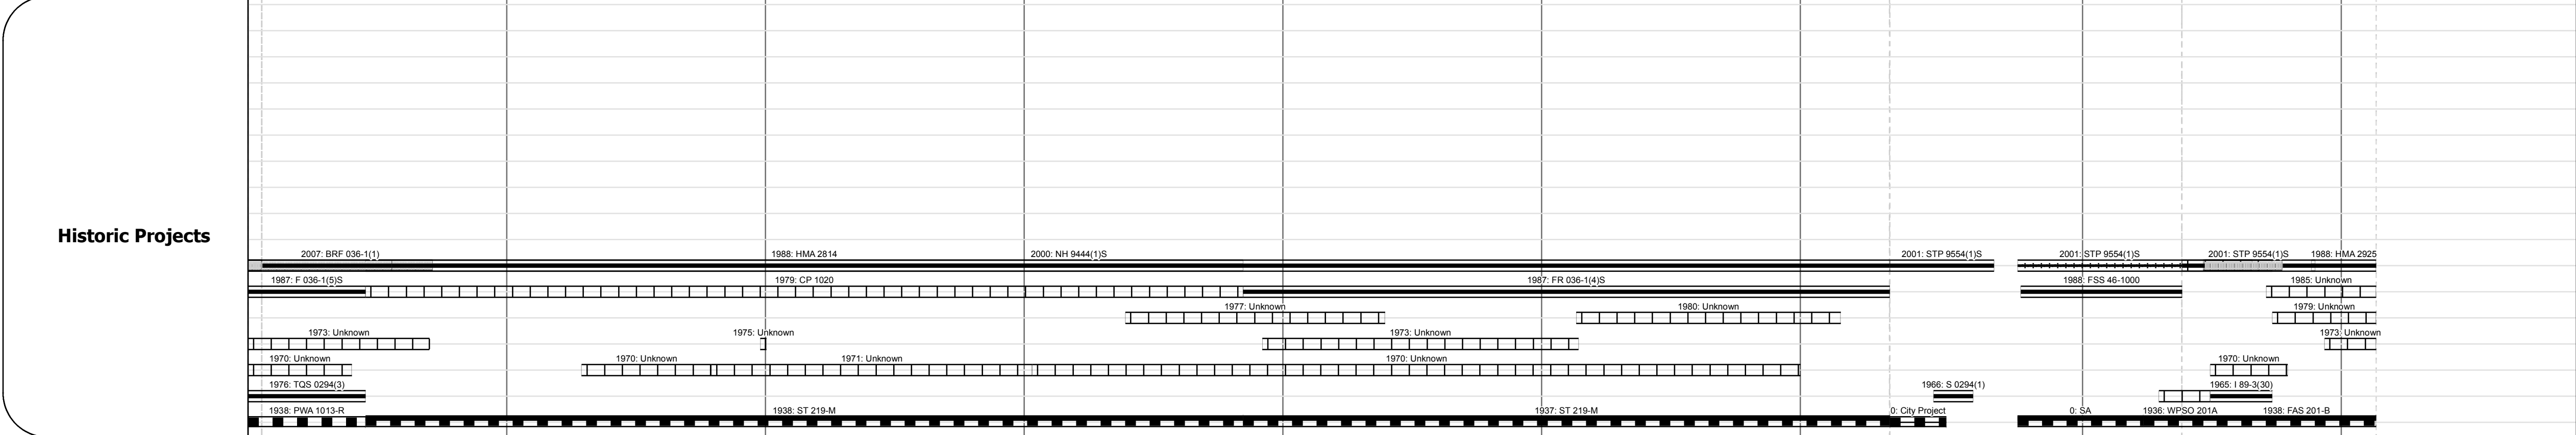 Historic Projects
2007: BRF 036-1(1) 1988: HMA 2814 2000: NH 9444(1)S 2001: STP 9554(1)S 2001: STP 9554(1)S 2001: STP 9554(1)S 1988: HMA 2925
1987: F 036-1(5)S 1979: CP 1020 1987: FR 036-1(4)S 1988: FSS 46-1000 1985: Unknown
1977: Unknown 1980: Unknown 1979: Unknown
1973: Unknown 1975: Unknown 1973: Unknown 1973: Unknown
1970: Unknown 1970: Unknown 1971: Unknown 1970: Unknown 1970: Unknown
1976: TQS 0294(3) 1966: S 0294(1) 1965: I 89-3(30)
1938: PWA 1013-R 1938: ST 219-M 1937: ST 219-M 0: City Project 0: SA 1936: WPSO 201A 1938: FAS 201-B